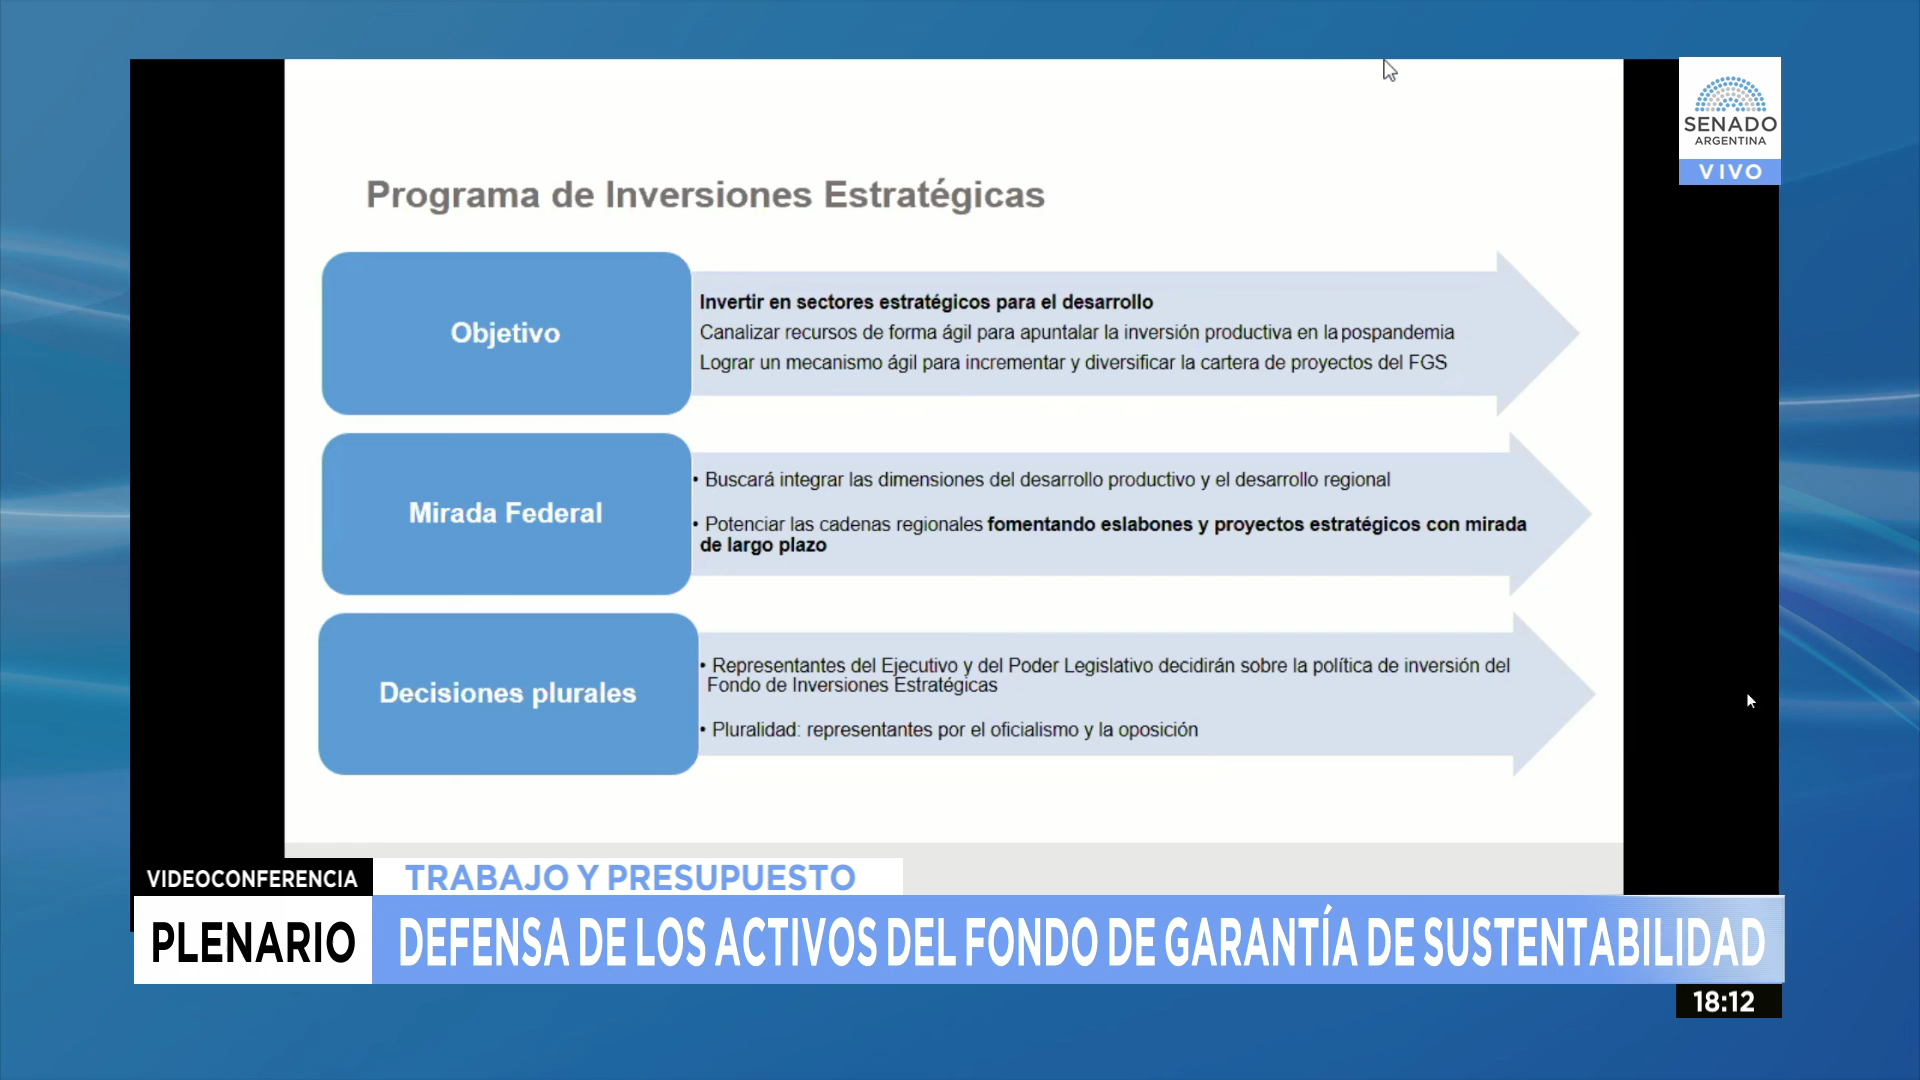 SENADO
ARGENTINA
VIVO
Programa de Inversiones Estratégicas
Objetivo
Invertir en sectores estratégicos para el desarrollo
Canalizar recursos de forma ágil para apuntalar la inversión productiva en la pospandemia
Lograr un mecanismo ágil para incrementar y diversificar la cartera de proyectos del FGS
Mirada Federal
• Buscará integrar las dimensiones del desarrollo productivo y el desarrollo regional
• Potenciar las cadenas regionales fomentando eslabones y proyectos estratégicos con mirada
de largo plazo
Decisiones plurales
• Representantes del Ejecutivo y del Poder Legislativo decidirán sobre la política de inversión del
Fondo de Inversiones Estratégicas
• Pluralidad: representantes por el oficialismo y la oposición
VIDEOCONFERENCIA
TRABAJO Y PRESUPUESTO
PLENARIO
DEFENSA DE LOS ACTIVOS DEL FONDO DE GARANTÍA DE SUSTENTABILIDAD
18:12